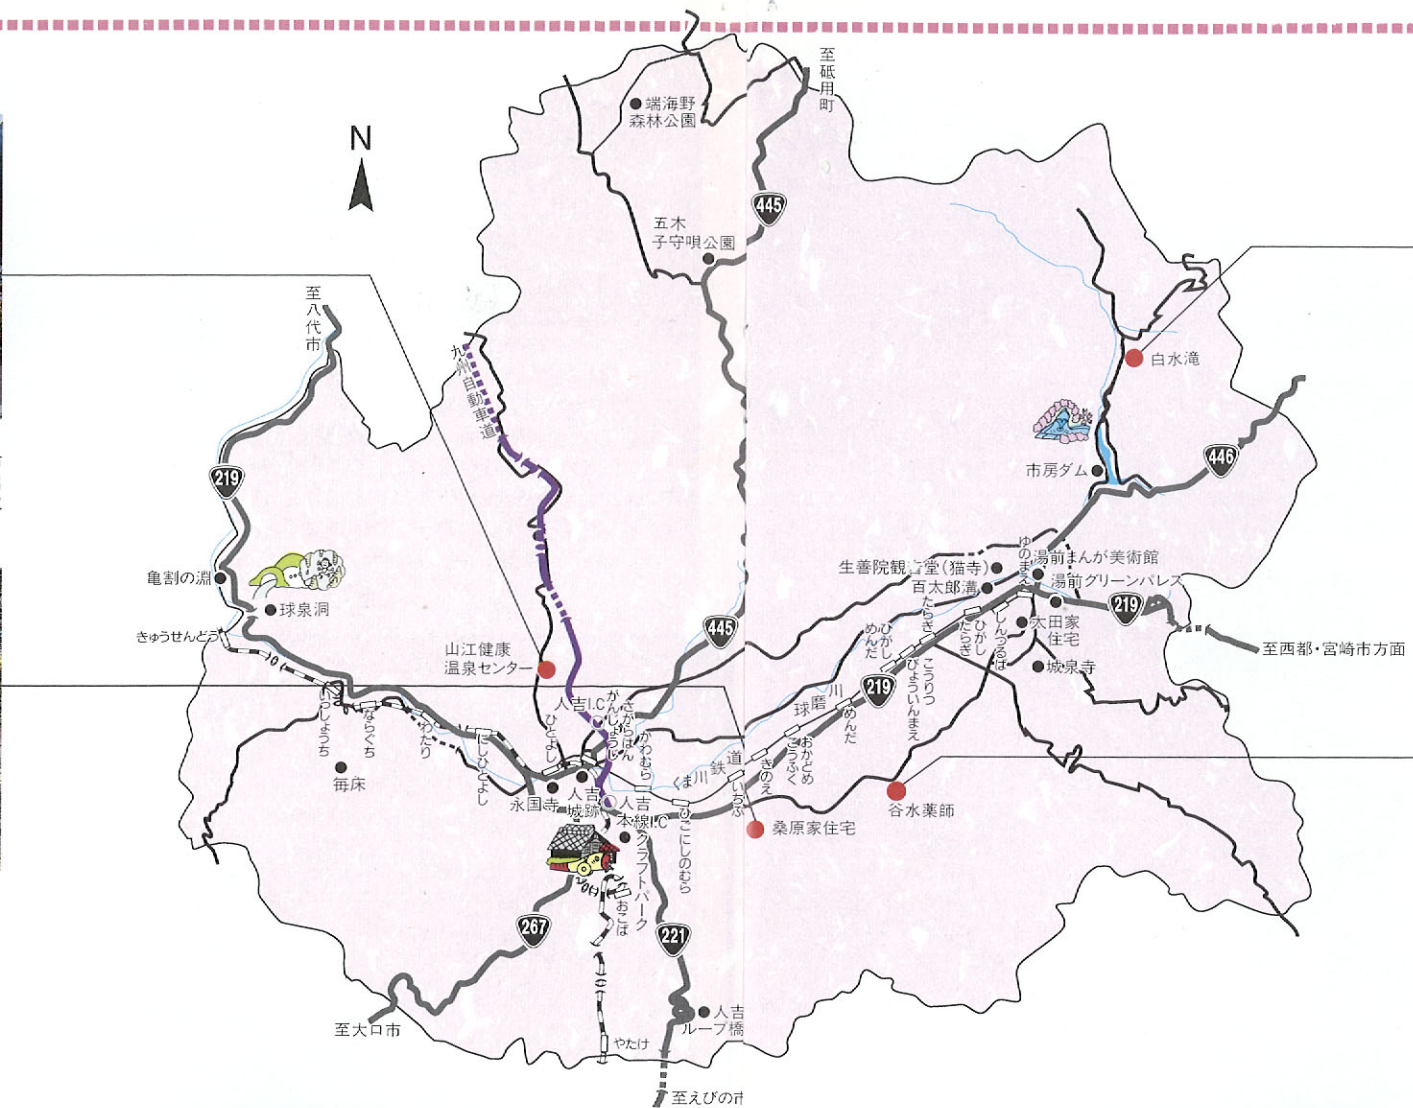 至砥用町
端海野
森林公園
N
445
五木
子守唄公園
至八代市
九州自動車道
白水滝
219
446
市房ダム
亀割の淵
球泉洞
きゅうせんどう
ゆのまえ
湯前まんが美術館
生善院観音堂(猫寺)
湯前グリーンパレス
百太郎溝
219
たらぎ
ひがし
たらぎ
しんつるば
太田家
住宅
ひがし
めんだ
445
至西都・宮崎市方面
山江健康
温泉センター
城泉寺
こうりつ
びょういんまえ
219
球磨川
めんだ
人吉I.C
がんじょうじ
さがらはん
かわむら
いっしょうち
ならぐち
わたり
にしひとよし
ひとよし
おかどめ
こうふく
きのえ
くま川鉄道
いちぶ
毎床
永国寺
人吉
城跡
人吉
本線I.C
谷水薬師
桑原家住宅
クラフトパーク
ひごにしのむら
おこば
267
221
人吉
ループ橋
至大口市
やたけ
至えびの市